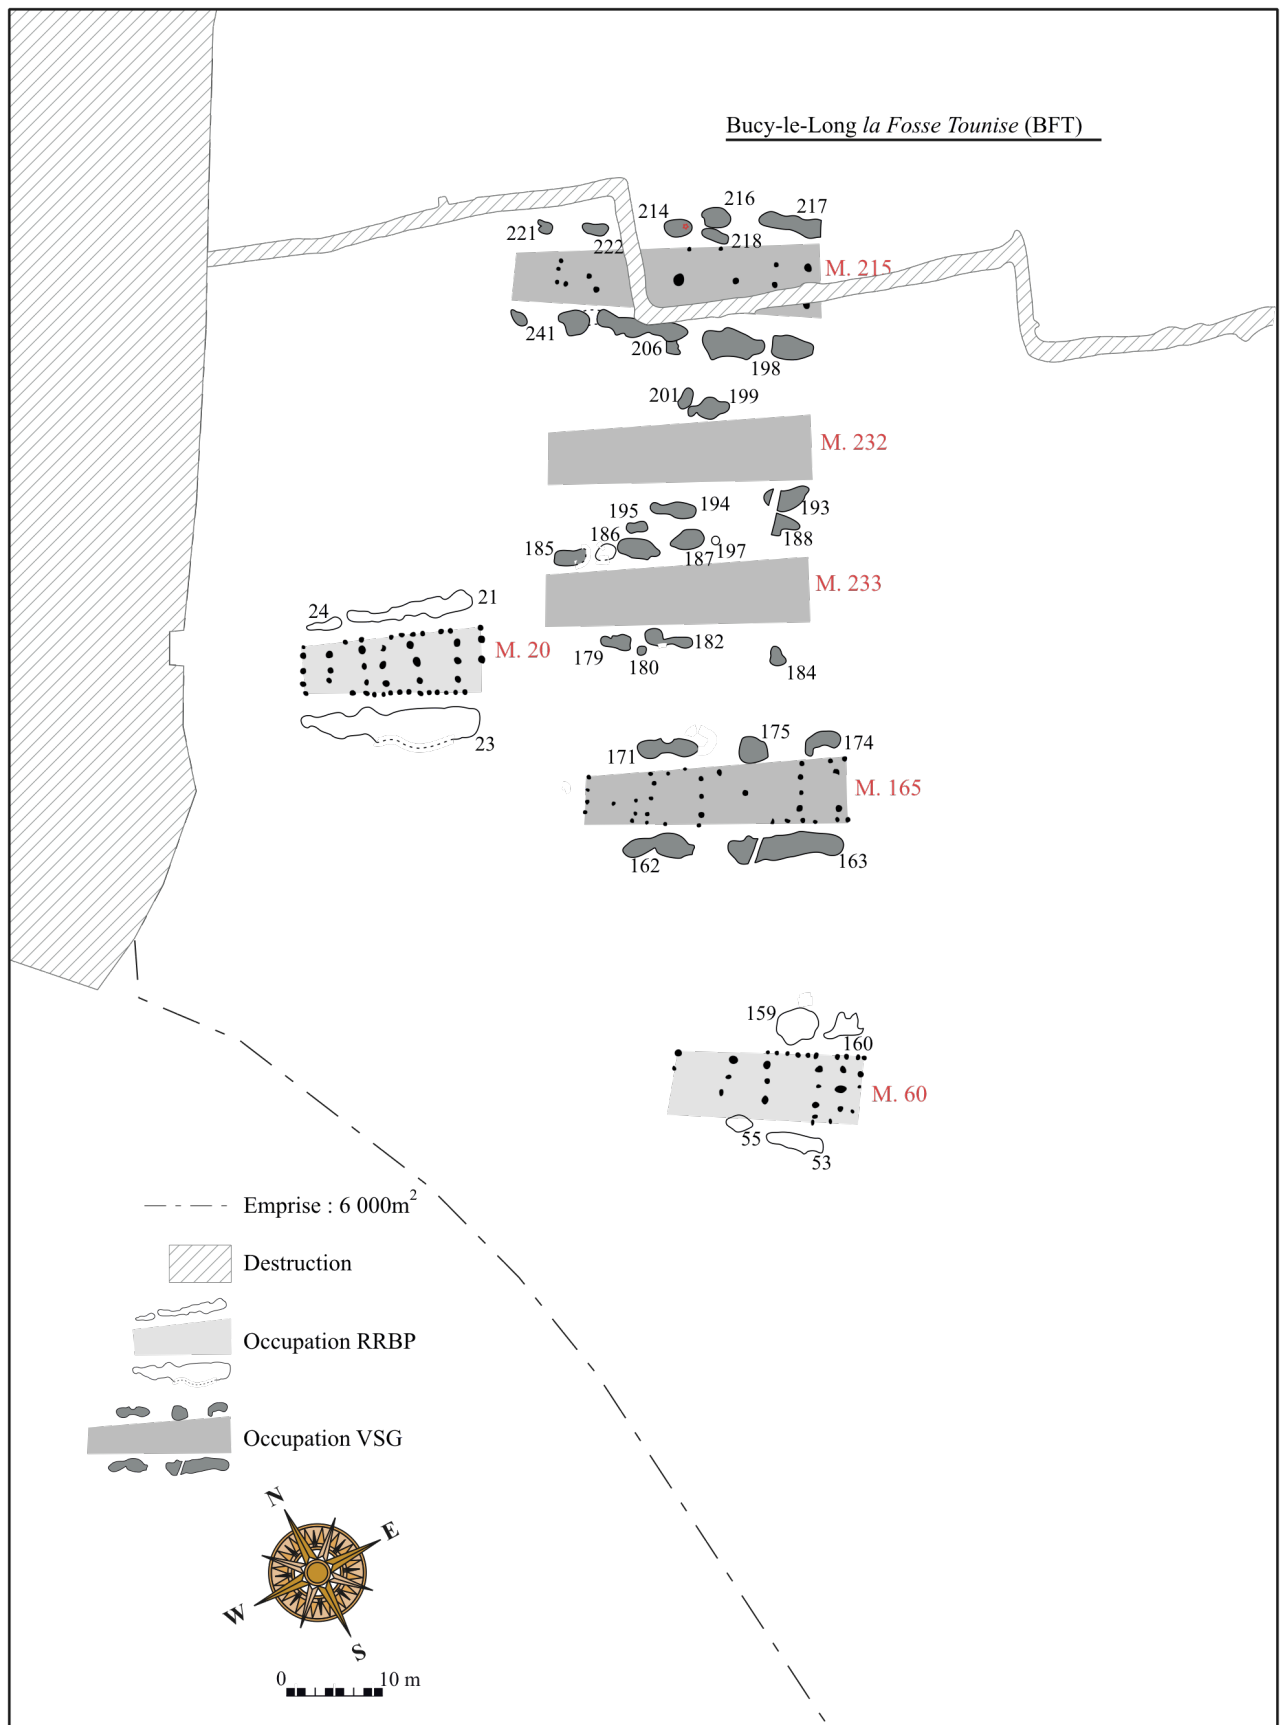 Bucy-le-Long la Fosse Tounise (BFT)
216
214
217
221
222
218
M. 215
241
206
198
201
199
M. 232
194
193
195
186
188
185
187
197
M. 233
24
21
M. 20
179
182
180
184
23
175
174
171
M. 165
162
163
159
160
M. 60
55
53
Emprise : 6 000m²
Destruction
Occupation RRBP
Occupation VSG
N
E
W
S
0 10 m